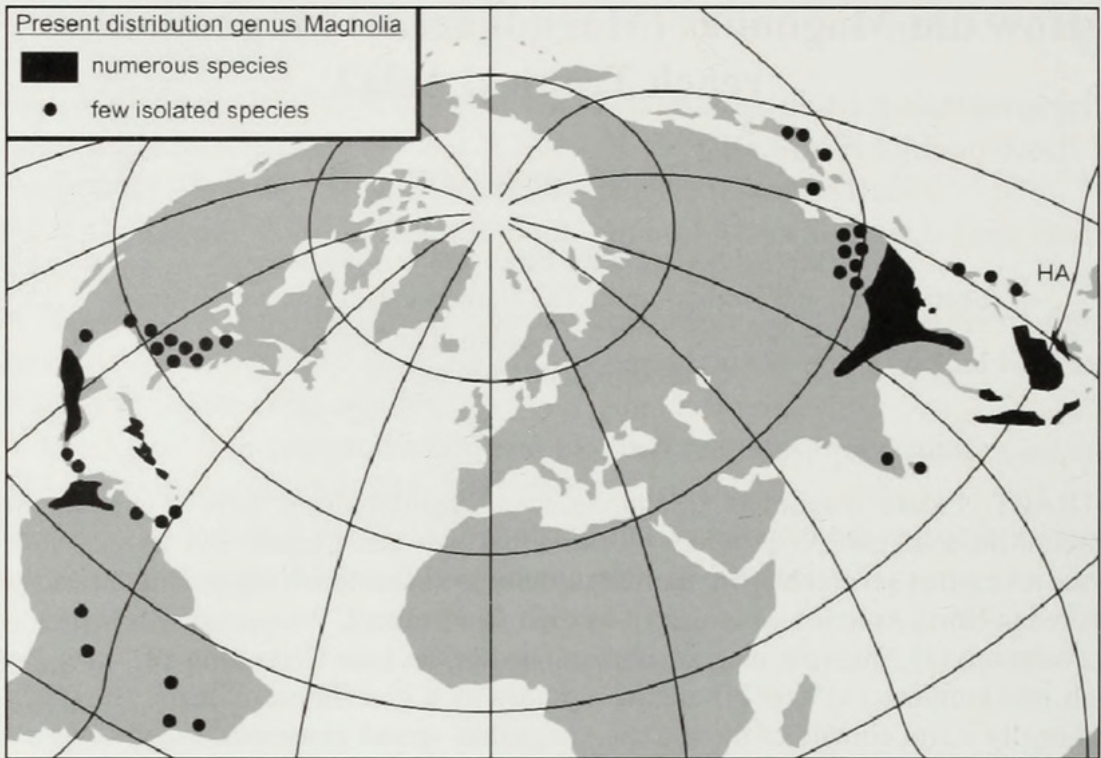 Present distribution genus Magnolia
numerous species
few isolated species
HA